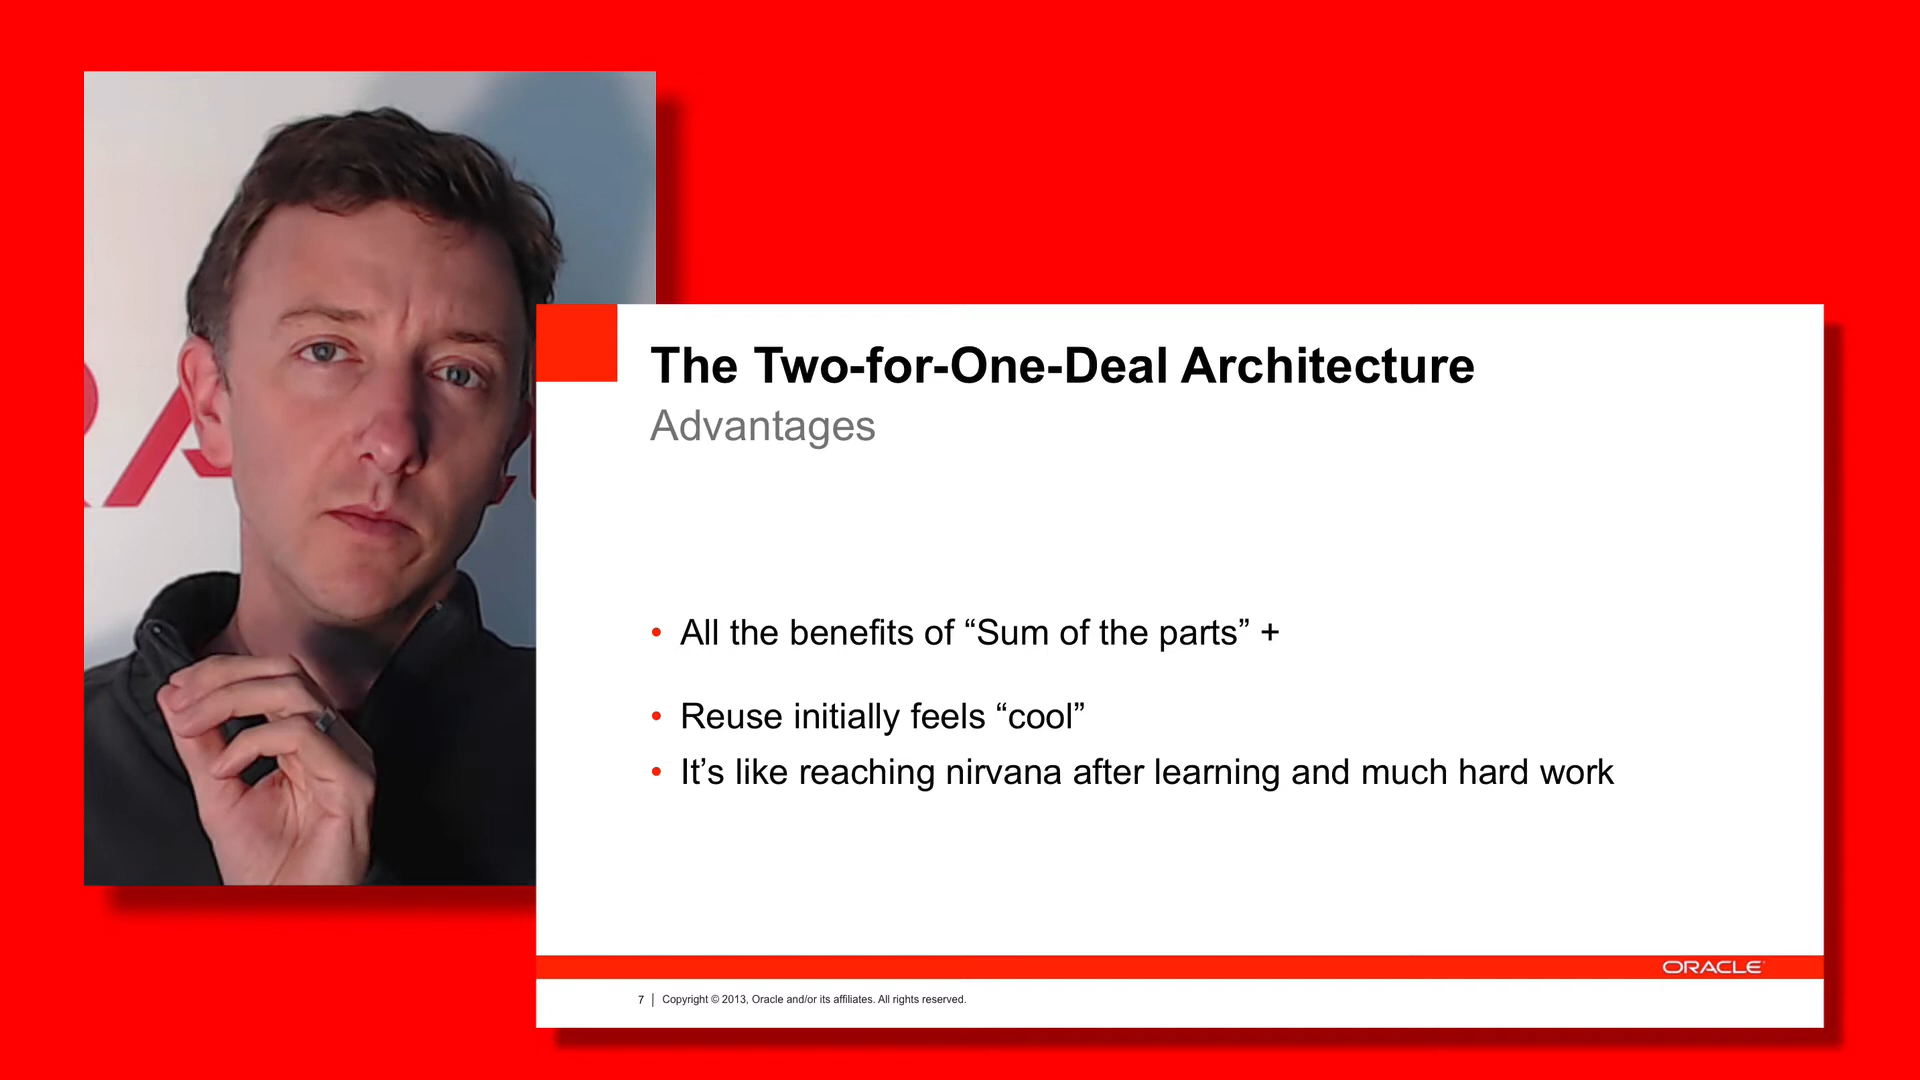 The Two-for-One-Deal Architecture
Advantages
• All the benefits of “Sum of the parts” +
• Reuse initially feels “cool”
• It’s like reaching nirvana after learning and much hard work
ORACLE
7 | Copyright © 2013, Oracle and/or its affiliates. All rights reserved.